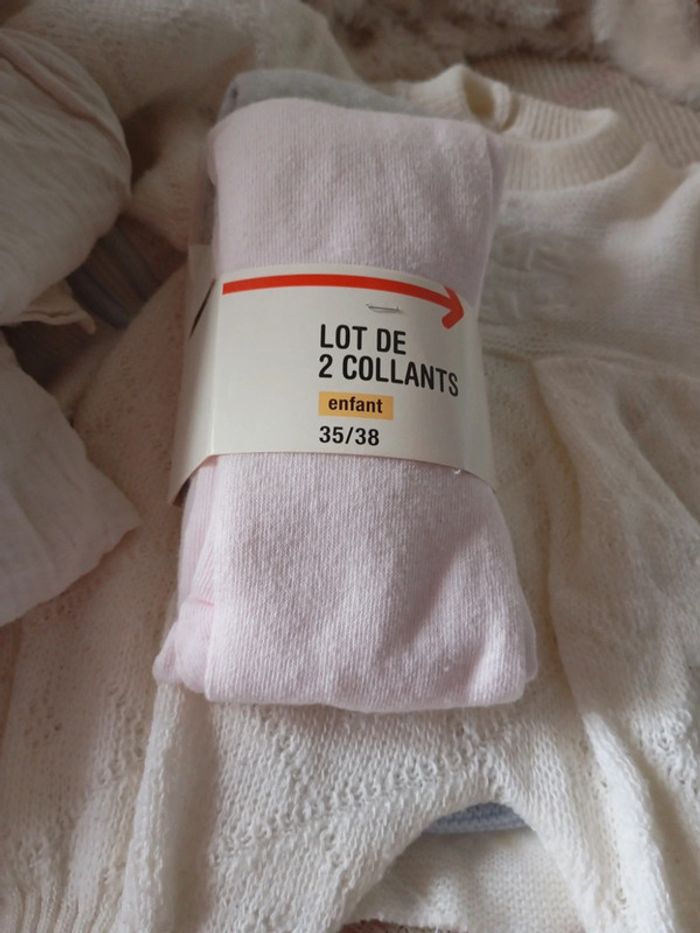 LOT DE
2 COLLANTS
enfant
35/38